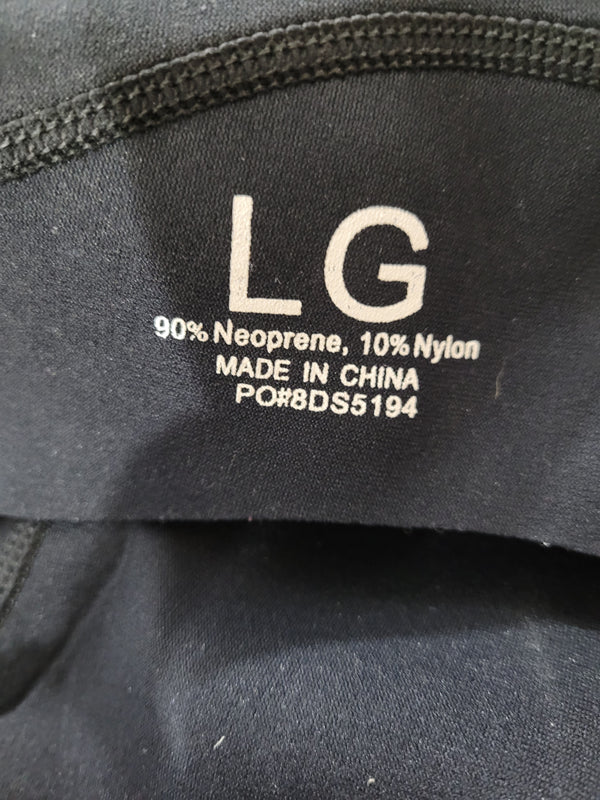 LG
90% Neoprene, 10% Nylon
MADE IN CHINA
PO#8DS5194